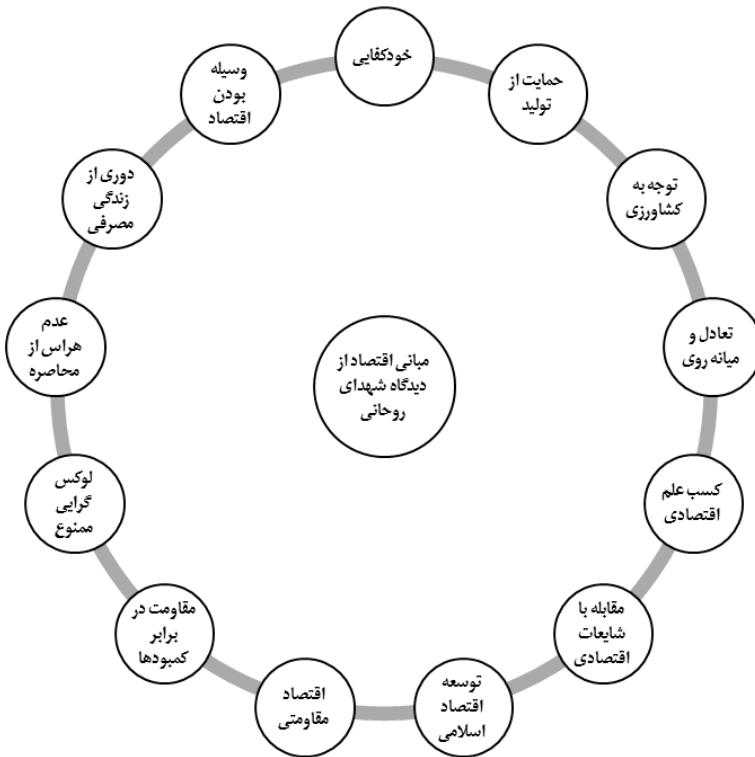 خودکفایی
حمایت از
تولید
توجه به
کشاورزی
تعادل و
میانه روی
کسب علم
اقتصادی
مقابله با
شایعات
اقتصادی
توسعه
اقتصاد
اسلامی
اقتصاد
مقاومتی
مقاومت در
برابر
کمبودها
لوکس
گرایی
ممنوع
عدم
هراس از
محاصره
دوری از
زندگی
مصرفی
وسیله
بودن
اقتصاد
مبانی اقتصاد از
دیدگاه شهدای
روحانی